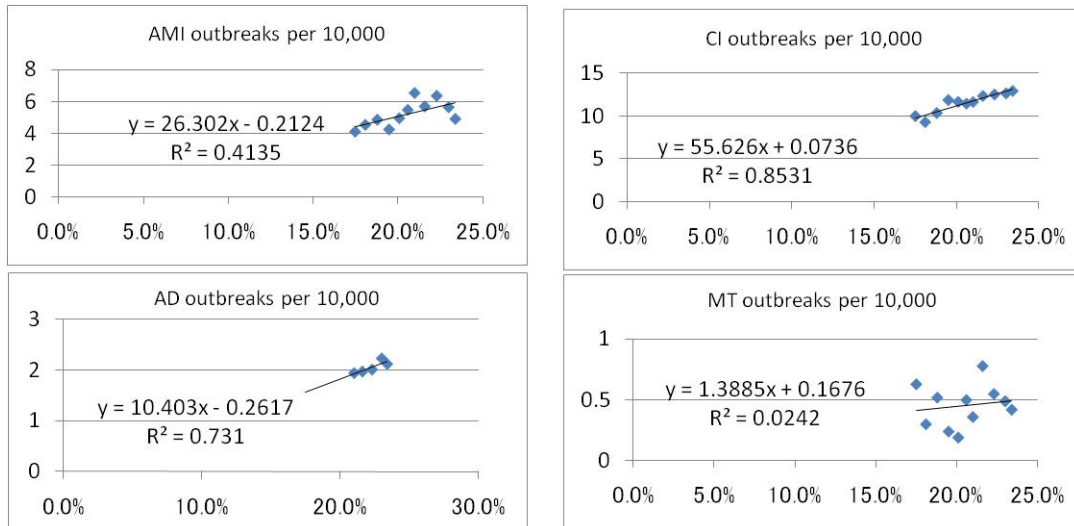 AMI outbreaks per 10,000
8
6
4
2
0
y = 26.302x - 0.2124
R² = 0.4135
0.0% 5.0% 10.0% 15.0% 20.0% 25.0%
CI outbreaks per 10,000
15
10
5
0
y = 55.626x + 0.0736
R² = 0.8531
0.0% 5.0% 10.0% 15.0% 20.0% 25.0%
AD outbreaks per 10,000
3
2
1
0
y = 10.403x - 0.2617
R² = 0.731
0.0% 10.0% 20.0% 30.0%
MT outbreaks per 10,000
1
0.5
0
y = 1.3885x + 0.1676
R² = 0.0242
0.0% 5.0% 10.0% 15.0% 20.0% 25.0%